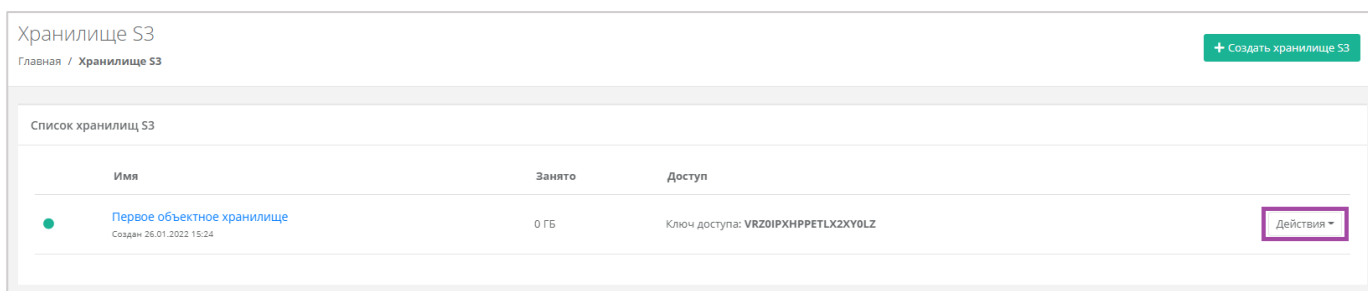 Хранилище S3
+ Создать хранилище S3
Главная / Хранилище S3
Список хранилищ S3
Имя Занято Доступ
Первое объектное хранилище 0 ГБ Ключ доступа: VRZ0IPXHPPETLX2XY0LZ Действия
Создан 26.01.2022 15:24